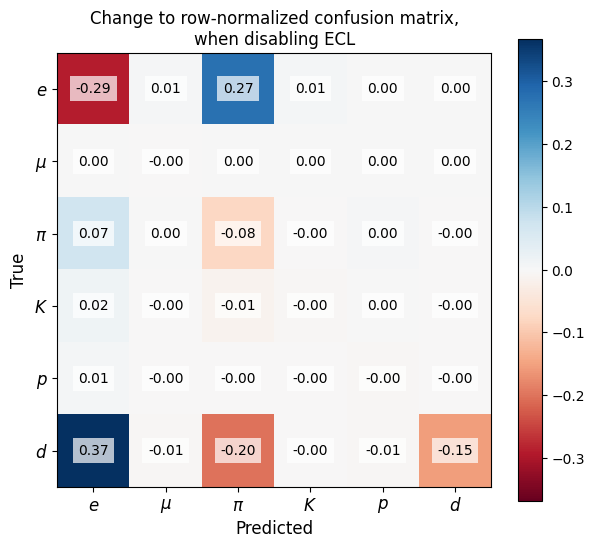 Change to row-normalized confusion matrix,
when disabling ECL
e -0.29 0.01 0.27 0.01 0.00 0.00
μ 0.00 -0.00 0.00 0.00 0.00 0.00
π 0.07 0.00 -0.08 -0.00 0.00 -0.00
K 0.02 -0.00 -0.01 -0.00 0.00 -0.00
p 0.01 -0.00 -0.00 -0.00 -0.00 -0.00
d 0.37 -0.01 -0.20 -0.00 -0.01 -0.15
e μ π K p d
True
Predicted
0.3
0.2
0.1
0.0
−0.1
−0.2
−0.3